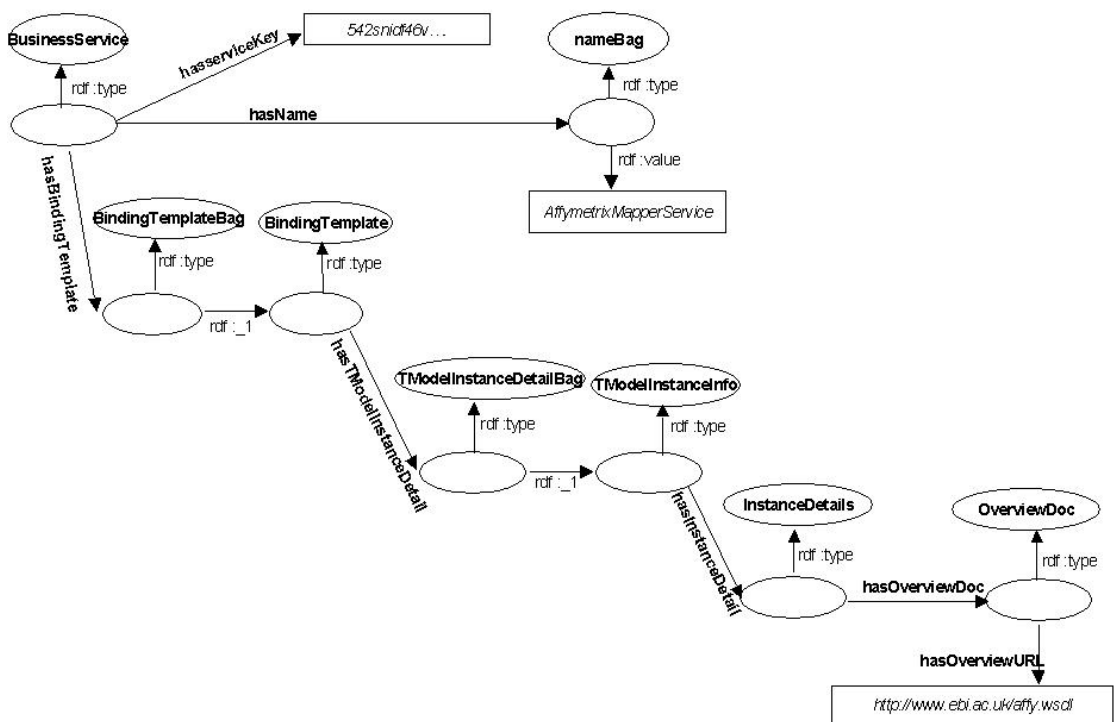 542snidf46v...
BusinessService
nameBag
hasserviceKey
rdf :type
rdf :type
hasName
rdf :value
hasBindingTemplate
AffymetrixMapperService
BindingTemplateBag
BindingTemplate
rdf :type
rdf :type
rdf :_1
hasTModelInstanceDetail
TModelInstanceDetailBag
TModelInstanceInfo
rdf :type
rdf :type
rdf :_1
hasInstanceDetail
InstanceDetails
OverviewDoc
rdf :type
rdf :type
hasOverviewDoc
hasOverviewURL
http://www.ebi.ac.uk/affy.wsdl